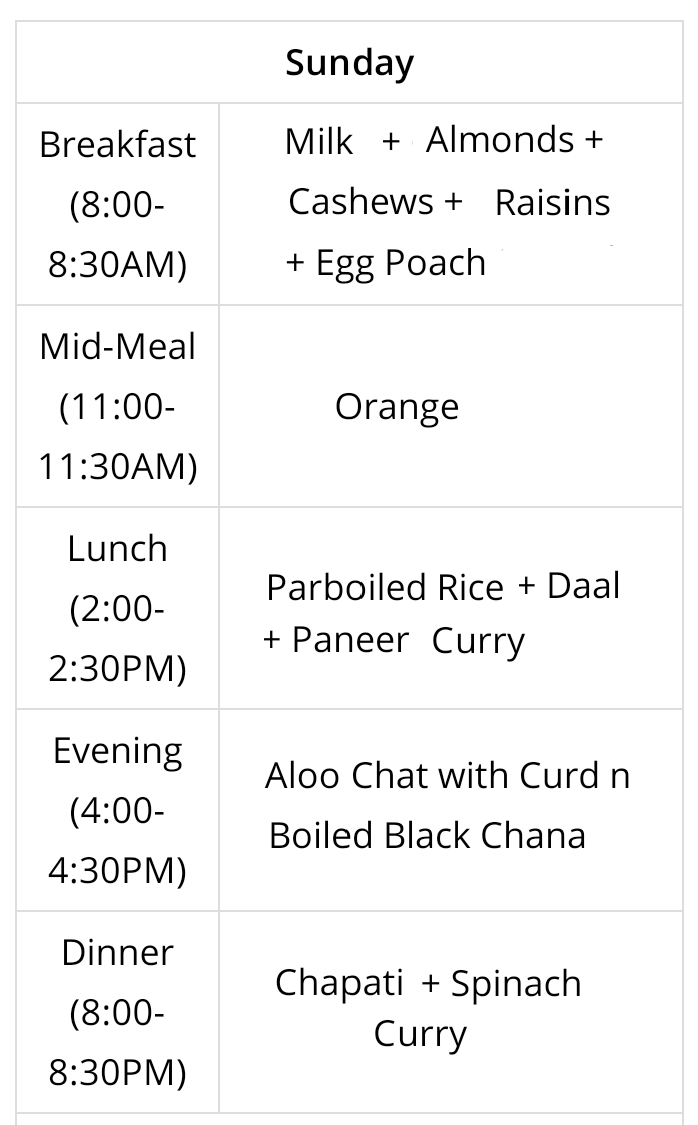 Sunday
Breakfast
(8:00-
8:30AM)
Milk + Almonds +
Cashews + Raisins
+ Egg Poach
Mid-Meal
(11:00-
11:30AM)
Orange
Lunch
(2:00-
2:30PM)
Parboiled Rice + Daal
+ Paneer Curry
Evening
(4:00-
4:30PM)
Aloo Chat with Curd n
Boiled Black Chana
Dinner
(8:00-
8:30PM)
Chapati + Spinach
Curry